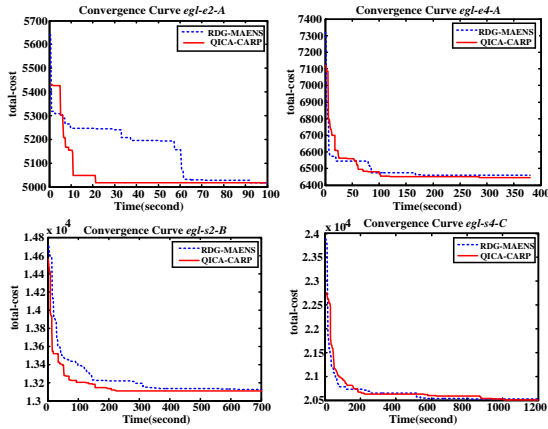 Convergence Curve egl-e2-A
5700
5600
5500
5400
5300
5200
5100
5000
total-cost
RDG-MAENS
QICA-CARP
0 10 20 30 40 50 60 70 80 90 100
Time(second)
Convergence Curve egl-e4-A
7400
7300
7200
7100
7000
6900
6800
6700
6600
6500
6400
total-cost
RDG-MAENS
QICA-CARP
0 50 100 150 200 250 300 350 400
Time(second)
Convergence Curve egl-s2-B
x 10^4
1.48
1.46
1.44
1.42
1.4
1.38
1.36
1.34
1.32
1.3
total-cost
RDG-MAENS
QICA-CARP
0 100 200 300 400 500 600 700
Time(second)
Convergence Curve egl-s4-C
x 10^4
2.4
2.35
2.3
2.25
2.2
2.15
2.1
2.05
total-cost
RDG-MAENS
QICA-CARP
0 200 400 600 800 1000 1200
Time(second)